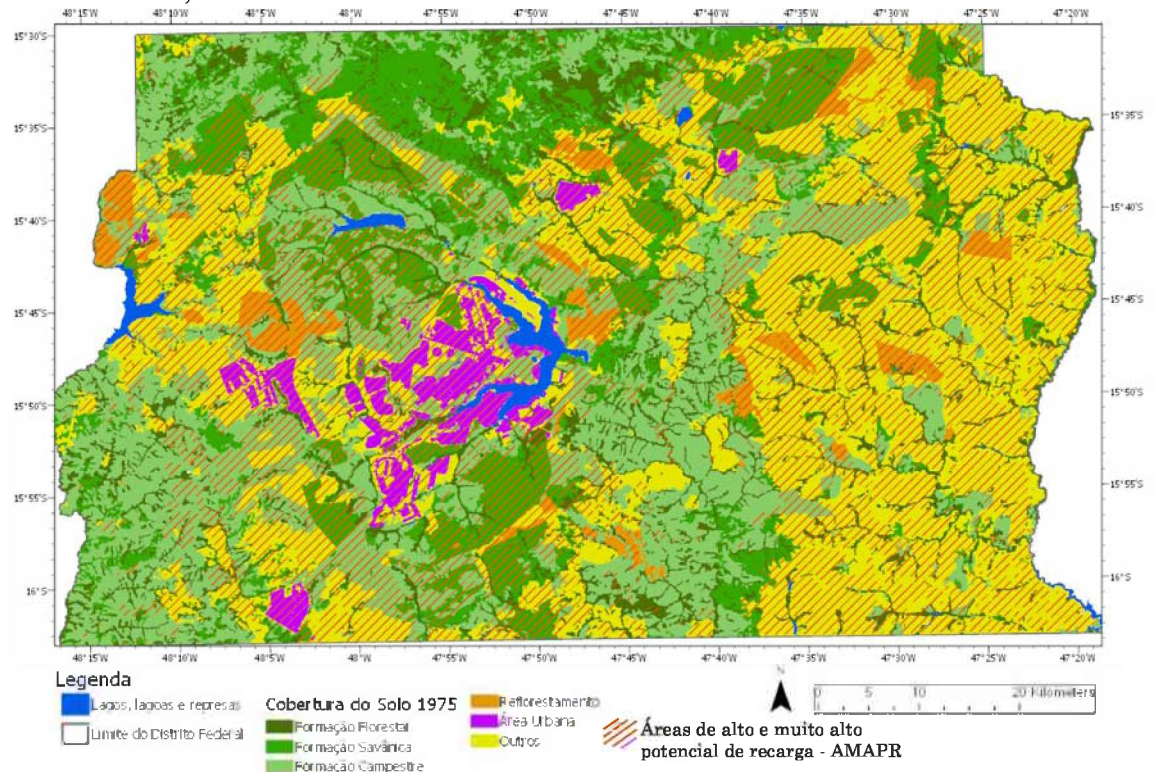 48°15'W 48°10'W 48°5'W 48°W 47°55'W 47°50'W 47°45'W 47°40'W 47°35'W 47°30'W 47°25'W 47°20'W
15°30'S
15°35'S 15°35'S
15°40'S 15°40'S
15°45'S 15°45'S
15°50'S 15°50'S
15°55'S 15°55'S
16°S 16°S
48°15'W 48°10'W 48°5'W 48°W 47°55'W 47°50'W 47°45'W 47°40'W 47°35'W 47°30'W 47°25'W 47°20'W
Legenda
Lagos, lagoas e represas
Limite do Distrito Federal
Cobertura do Solo 1975
Formação Florestal
Formação Savânica
Formação Campestre
Reflorestamento
Área Urbana
Outros
Áreas de alto e muito alto
potencial de recarga - AMAPR
N
0 5 10 20 Kilometers